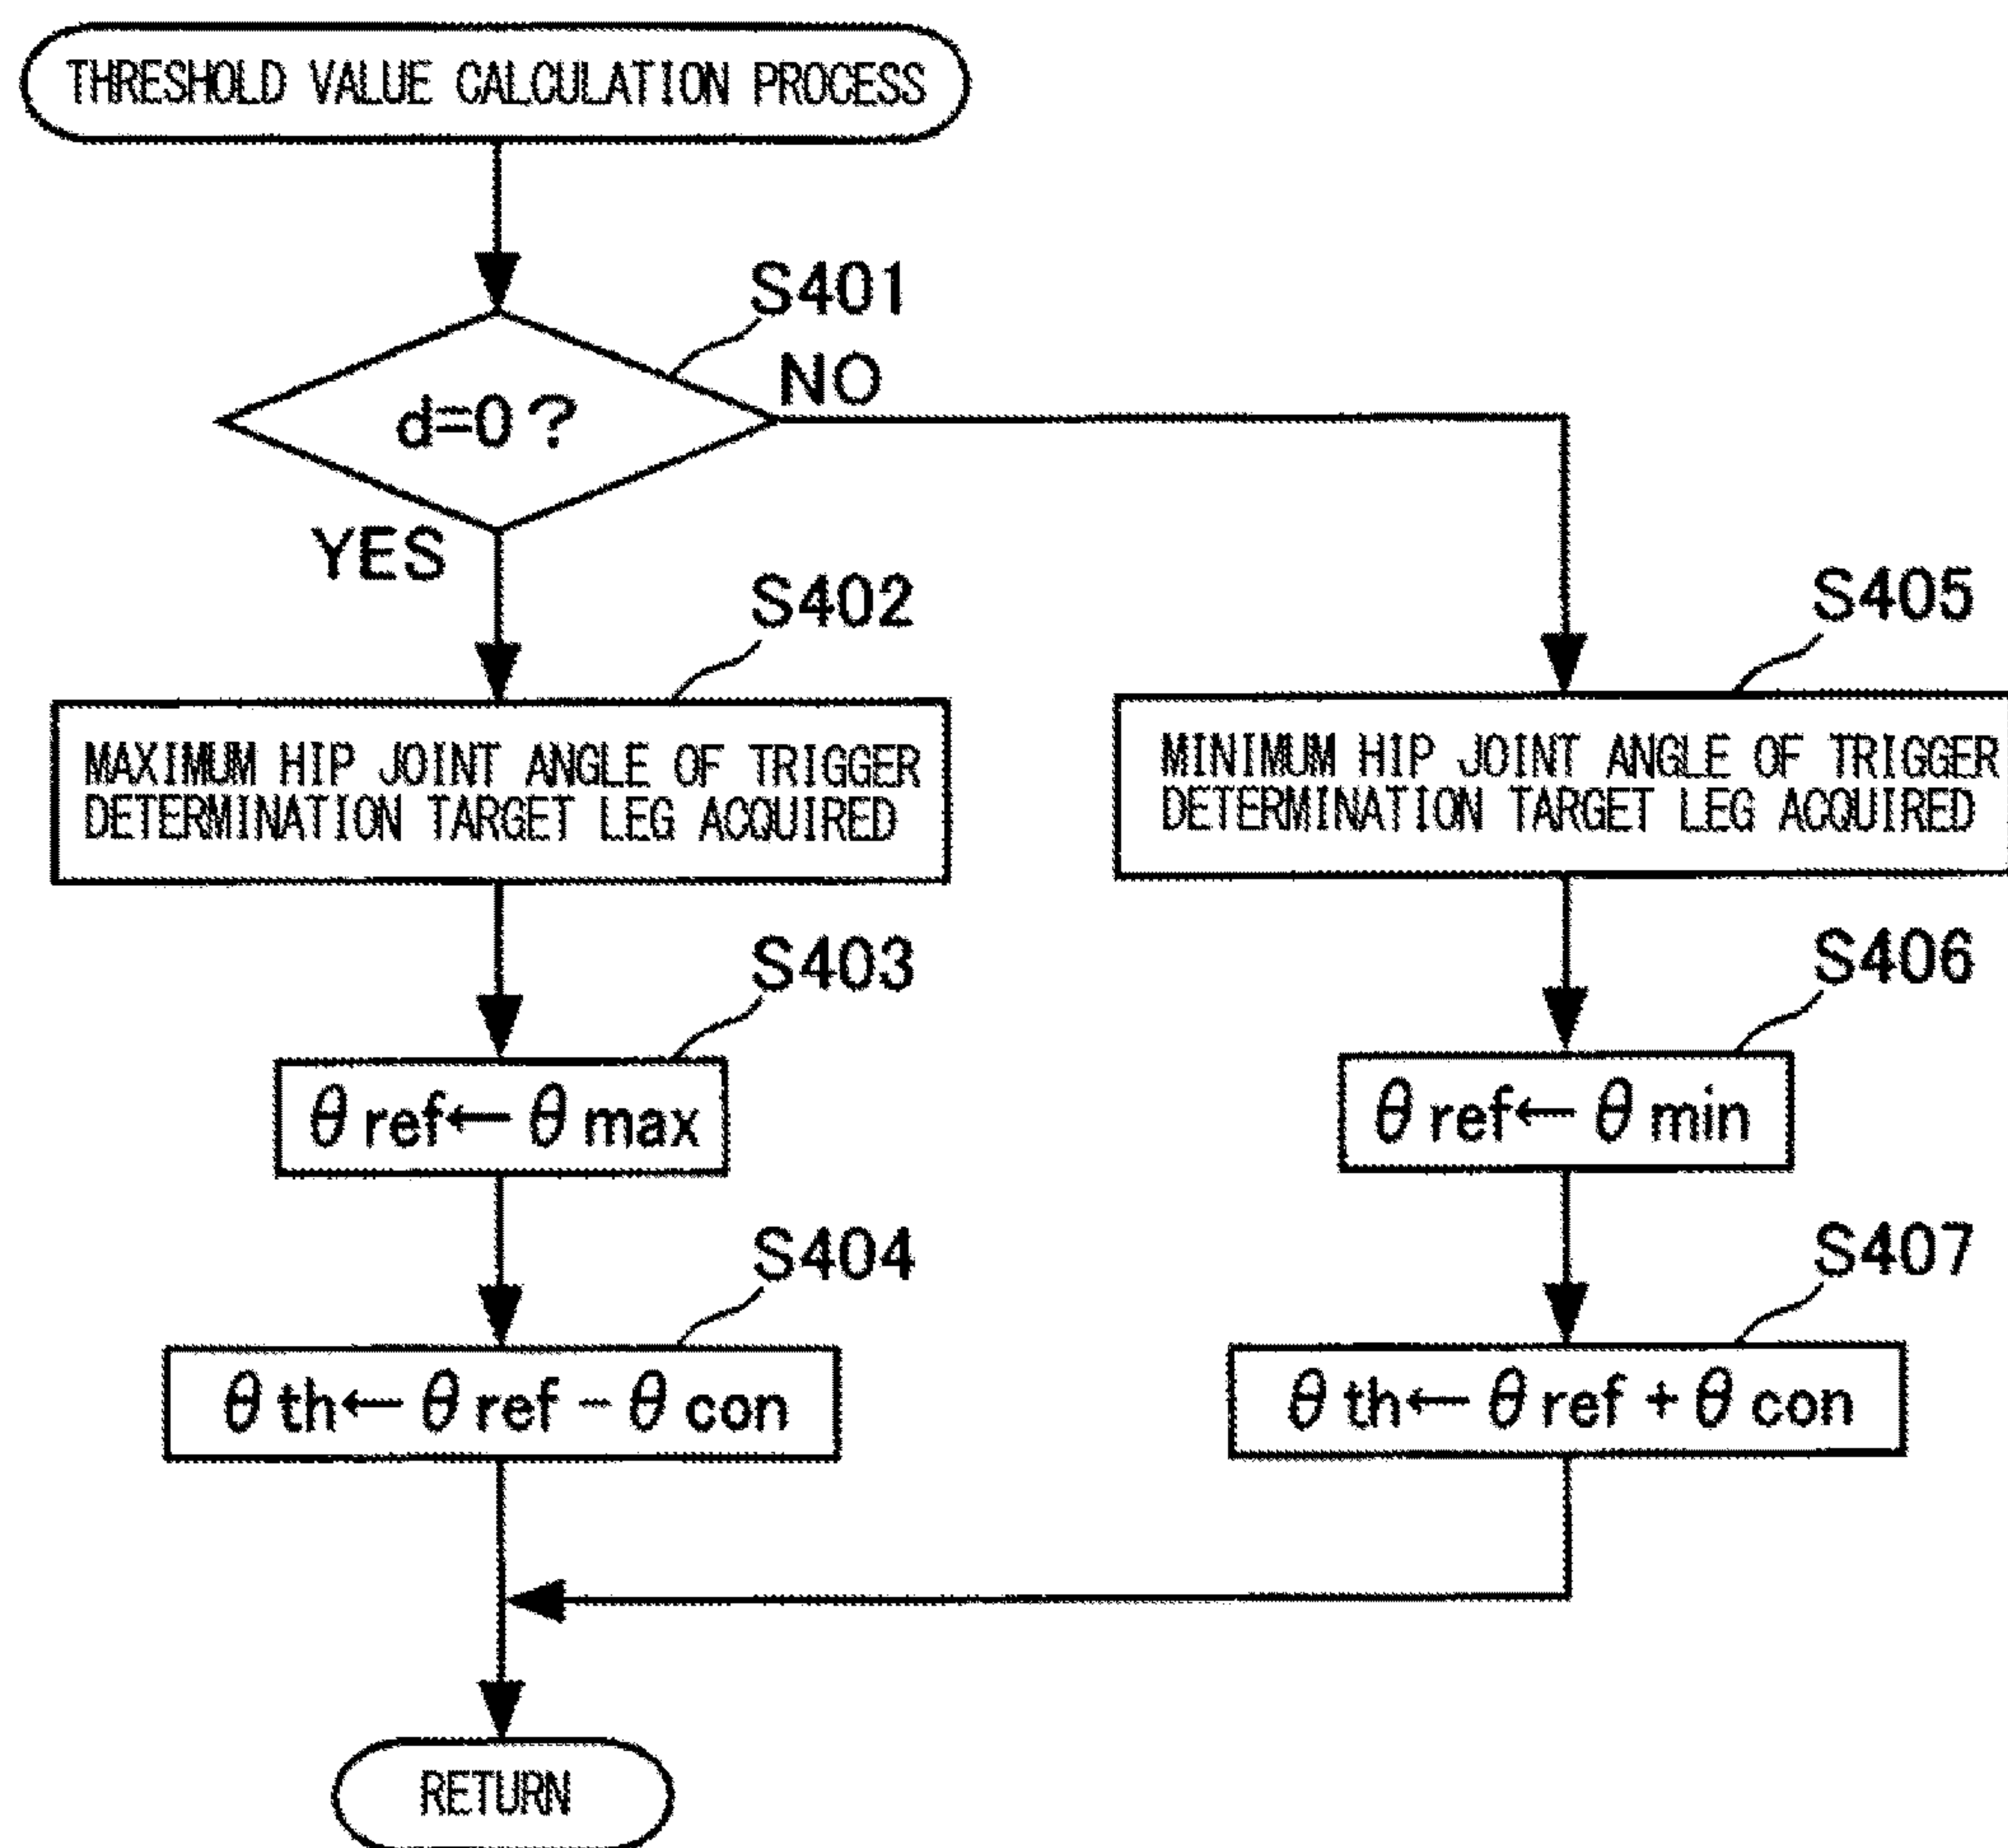 THRESHOLD VALUE CALCULATION PROCESS
S401
d=0?
NO
YES
S402
MAXIMUM HIP JOINT ANGLE OF TRIGGER
DETERMINATION TARGET LEG ACQUIRED
S403
θ ref← θ max
S404
θ th← θ ref - θ con
S405
MINIMUM HIP JOINT ANGLE OF TRIGGER
DETERMINATION TARGET LEG ACQUIRED
S406
θ ref← θ min
S407
θ th← θ ref + θ con
RETURN